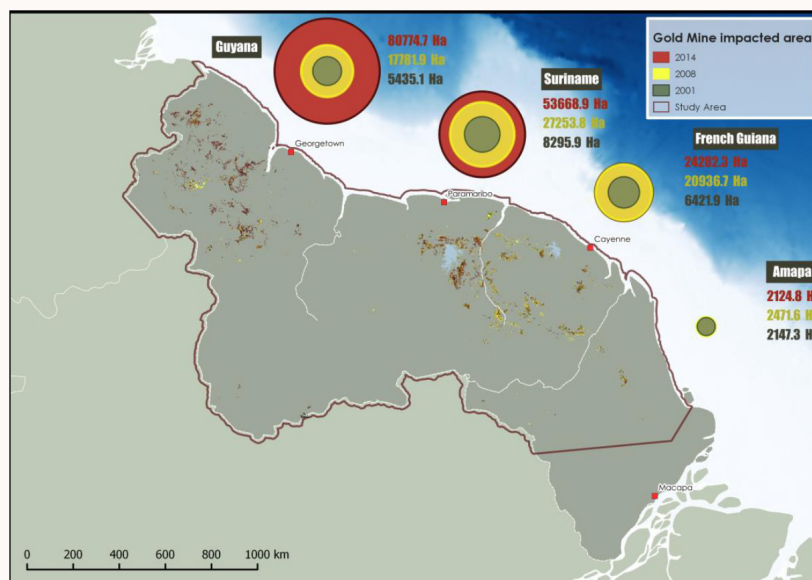 Guyana
80774.7 Ha
17781.9 Ha
5435.1 Ha
Suriname
53668.9 Ha
27253.8 Ha
8295.9 Ha
Gold Mine impacted area
2014
2008
2001
Study Area
French Guiana
24282.3 Ha
20936.7 Ha
6421.9 Ha
Georgetown
Paramaribo
Cayenne
Amapa
2124.8 H
2471.6 H
2147.3 H
Macapa
0 200 400 600 800 1000 km